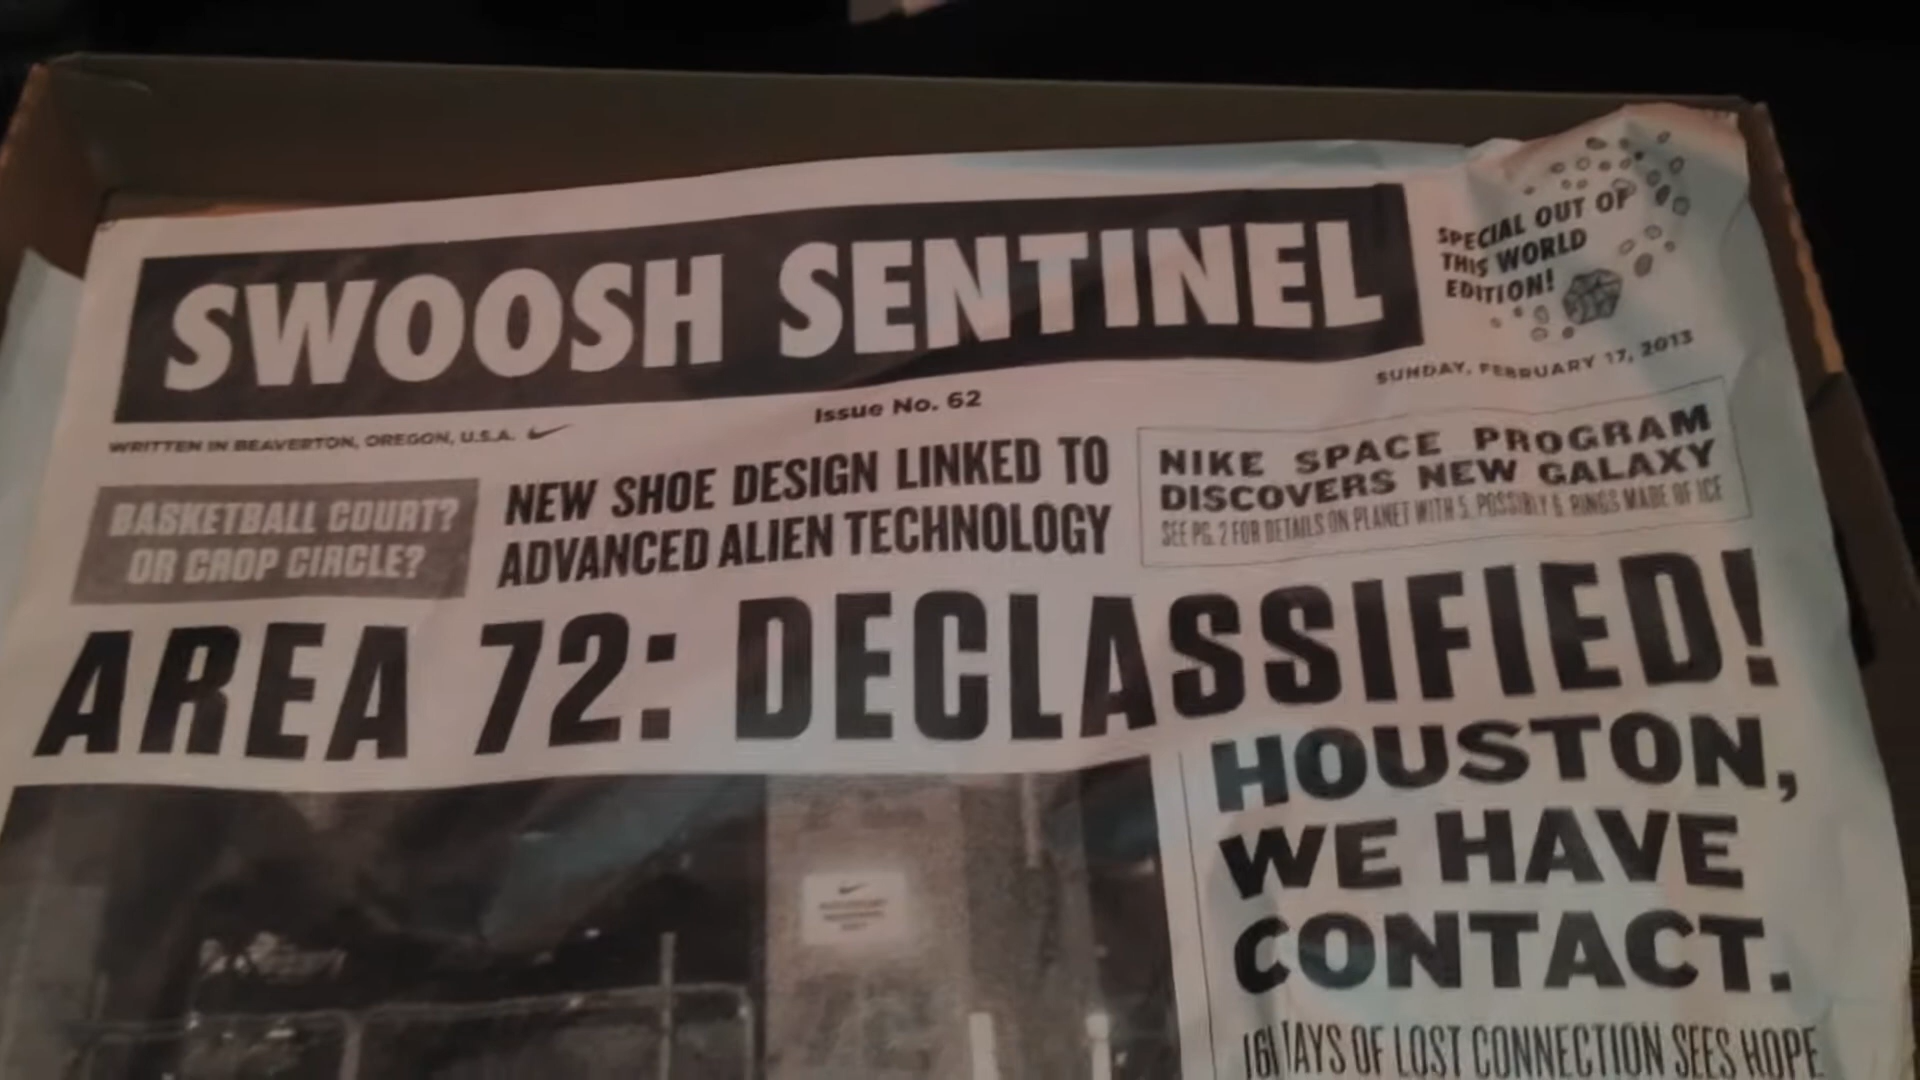 SWOOSH SENTINEL
SPECIAL OUT OF
THIS WORLD
EDITION!
WRITTEN IN BEAVERTON, OREGON, U.S.A.
Issue No. 62
SUNDAY, FEBRUARY 17, 2013
BASKETBALL COURT?
OR CROP CIRCLE?
NEW SHOE DESIGN LINKED TO
ADVANCED ALIEN TECHNOLOGY
NIKE SPACE PROGRAM
DISCOVERS NEW GALAXY
SEE PG. 2 FOR DETAILS ON PLANET WITH 5, POSSIBLY 6, RINGS MADE OF ICE
AREA 72: DECLASSIFIED!
HOUSTON,
WE HAVE
CONTACT.
OF LOST CONNECTION SEES HOPE